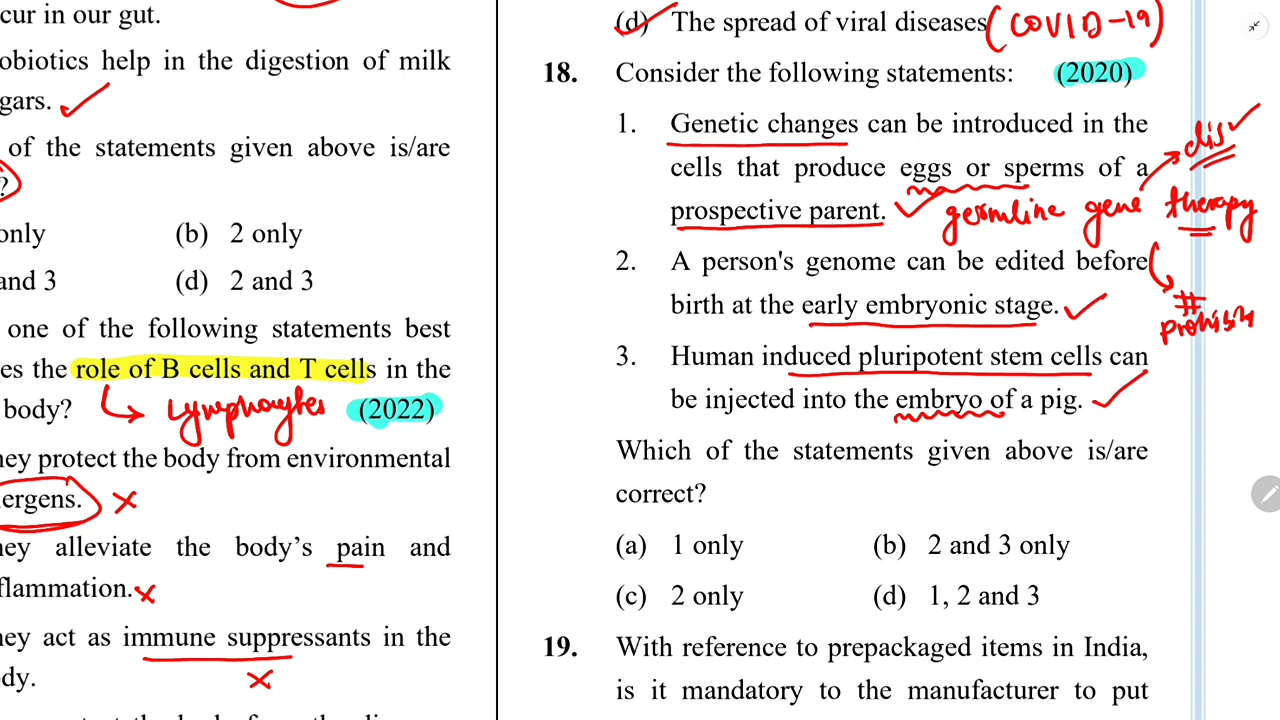 cur in our gut.
obiotics help in the digestion of milk
gars.
of the statements given above is/are
?
only (b) 2 only
and 3 (d) 2 and 3
one of the following statements best
es the role of B cells and T cells in the
body? Lymphocytes (2022)
ney protect the body from environmental
lergens.
ney alleviate the body's pain and
flammation.
ney act as immune suppressants in the
dy.
(d) The spread of viral diseases (COVID-19)
18. Consider the following statements: (2020)
1. Genetic changes can be introduced in the
cells that produce eggs or sperms of a
prospective parent.
dis
germline gene therapy
2. A person's genome can be edited before
birth at the early embryonic stage.
#
3. Human induced pluripotent stem cells can
be injected into the embryo of a pig.
Which of the statements given above is/are
correct?
(a) 1 only (b) 2 and 3 only
(c) 2 only (d) 1, 2 and 3
19. With reference to prepackaged items in India,
is it mandatory to the manufacturer to put